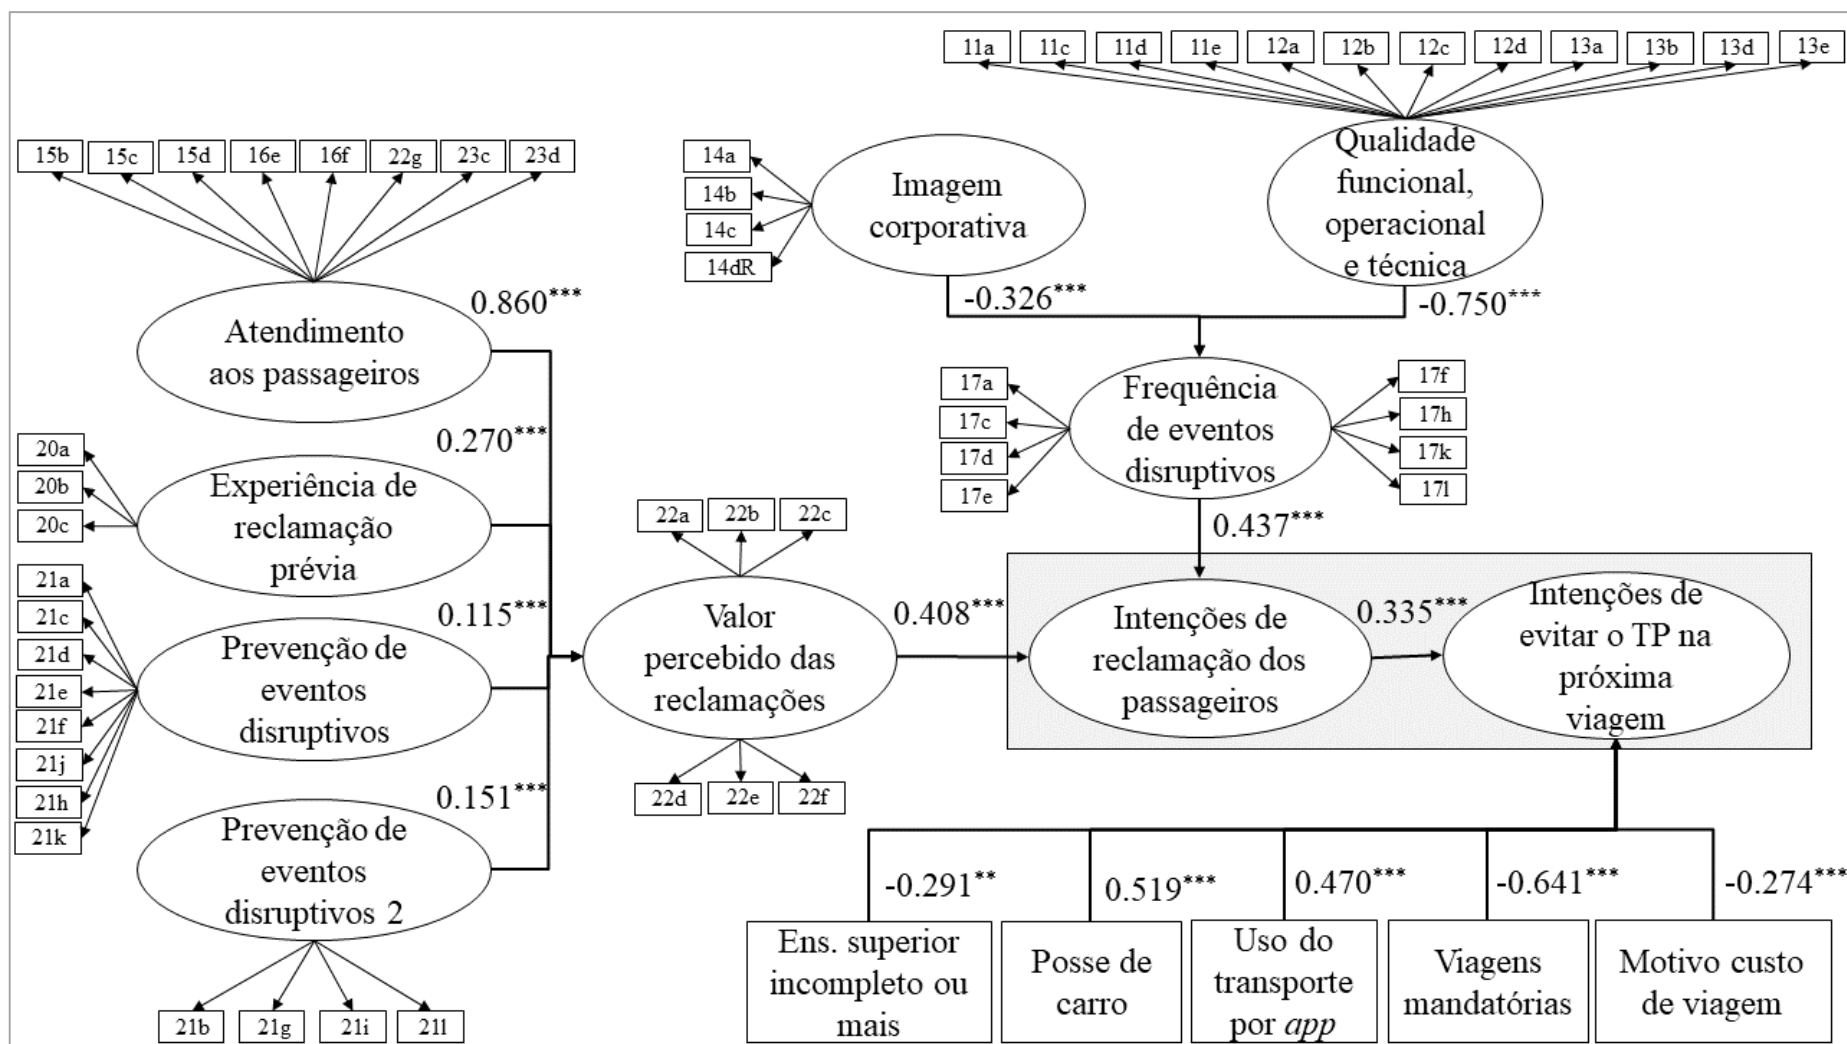 11a
11c
11d
11e
12a
12b
12c
12d
13a
13b
13d
13e
Qualidade
funcional,
operacional
e técnica
-0.750***
14a
14b
14c
14dR
Imagem
corporativa
-0.326***
15b
15c
15d
16e
16f
22g
23c
23d
Atendimento
aos passageiros
0.860***
20a
20b
20c
Experiência de
reclamação
prévia
0.270***
21a
21c
21d
21e
21f
21j
21h
21k
Prevenção de
eventos
disruptivos
0.115***
Prevenção de
eventos
disruptivos 2
0.151***
21b
21g
21i
21l
22a
22b
22c
Valor
percebido das
reclamações
22d
22e
22f
0.408***
17a
17c
17d
17e
Frequência
de eventos
disruptivos
17f
17h
17k
17l
0.437***
Intenções de
reclamação dos
passageiros
0.335***
Intenções de
evitar o TP na
próxima
viagem
-0.291**
0.519***
0.470***
-0.641***
-0.274***
Ens. superior
incompleto ou
mais
Posse de
carro
Uso do
transporte
por app
Viagens
mandatórias
Motivo custo
de viagem